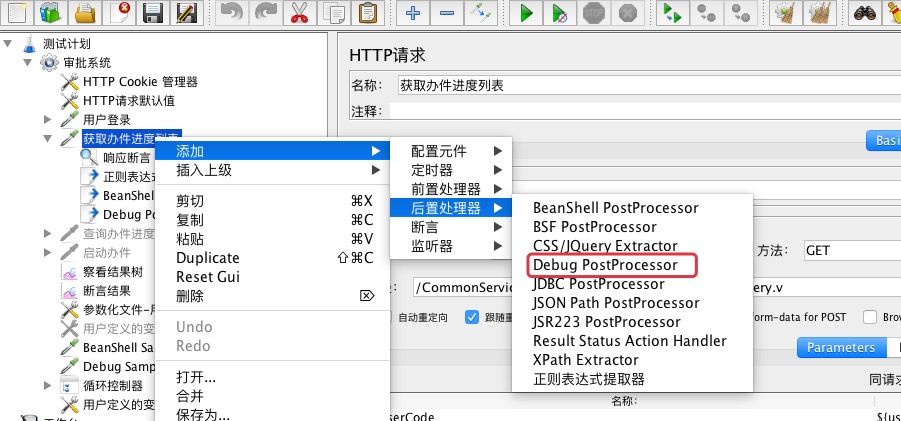 测试计划
审批系统
HTTP Cookie 管理器
HTTP请求默认值
用户登录
获取办件进度列表
响应断言
正则表达式
BeanShell
Debug Po
查询办件进度
启动办件
察看结果树
断言结果
参数化文件-用
用户定义的变
BeanShell Sa
Debug Samp
循环控制器
用户定义的变
添加
插入上级
剪切 ⌘X
复制 ⌘C
粘贴 ⌘V
Duplicate ⇧⌘C
Reset Gui
删除 ⌦
Undo
Redo
打开...
合并
保存为...
配置元件
定时器
前置处理器
后置处理器
断言
监听器
BeanShell PostProcessor
BSF PostProcessor
CSS/JQuery Extractor
Debug PostProcessor
JDBC PostProcessor
JSON Path PostProcessor
JSR223 PostProcessor
Result Status Action Handler
XPath Extractor
正则表达式提取器
HTTP请求
名称： 获取办件进度列表
注释：
Basi
方法： GET
/CommonServic
ery.v
自动重定向
跟随重
orm-data for POST
Brow
Parameters
同请求
名称：
serCode
${us